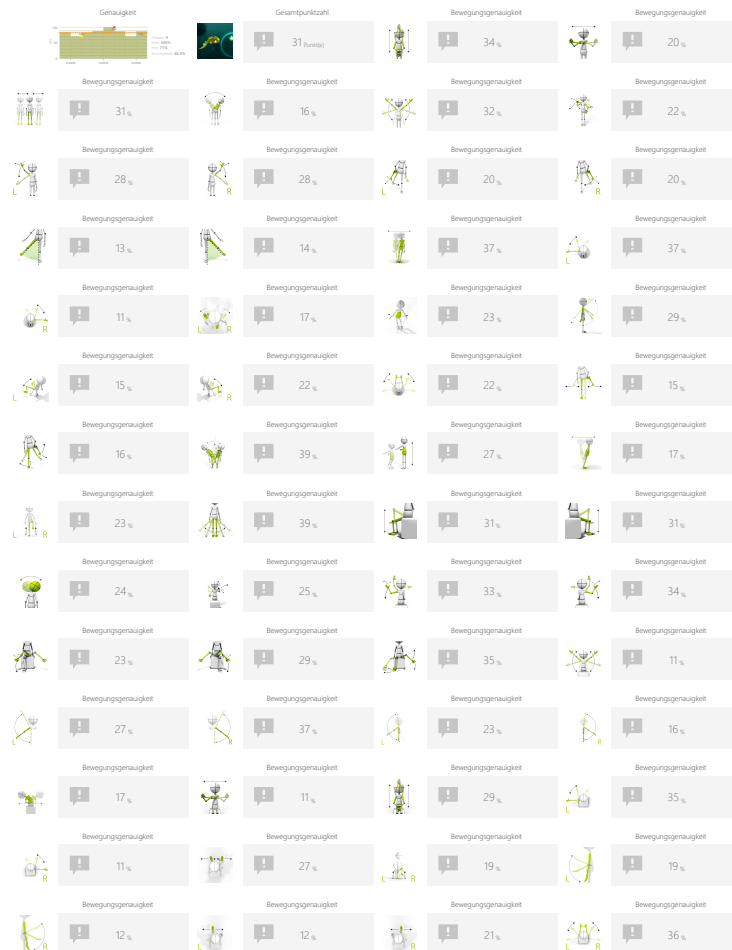 Genauigkeit
Gesamtpunktzahl
31 Punkt(e)
Bewegungsgenauigkeit
34 %
Bewegungsgenauigkeit
20 %
Bewegungsgenauigkeit
31 %
Bewegungsgenauigkeit
16 %
Bewegungsgenauigkeit
32 %
Bewegungsgenauigkeit
22 %
Bewegungsgenauigkeit
L
28 %
Bewegungsgenauigkeit
R
28 %
Bewegungsgenauigkeit
L
20 %
Bewegungsgenauigkeit
R
20 %
Bewegungsgenauigkeit
13 %
Bewegungsgenauigkeit
14 %
Bewegungsgenauigkeit
37 %
Bewegungsgenauigkeit
L
37 %
Bewegungsgenauigkeit
R
11 %
Bewegungsgenauigkeit
L R
17 %
Bewegungsgenauigkeit
23 %
Bewegungsgenauigkeit
29 %
Bewegungsgenauigkeit
L
15 %
Bewegungsgenauigkeit
R
22 %
Bewegungsgenauigkeit
22 %
Bewegungsgenauigkeit
15 %
Bewegungsgenauigkeit
16 %
Bewegungsgenauigkeit
39 %
Bewegungsgenauigkeit
27 %
Bewegungsgenauigkeit
17 %
Bewegungsgenauigkeit
L R
23 %
Bewegungsgenauigkeit
39 %
Bewegungsgenauigkeit
31 %
Bewegungsgenauigkeit
31 %
Bewegungsgenauigkeit
24 %
Bewegungsgenauigkeit
25 %
Bewegungsgenauigkeit
33 %
Bewegungsgenauigkeit
34 %
Bewegungsgenauigkeit
23 %
Bewegungsgenauigkeit
29 %
Bewegungsgenauigkeit
35 %
Bewegungsgenauigkeit
11 %
Bewegungsgenauigkeit
L
27 %
Bewegungsgenauigkeit
R
37 %
Bewegungsgenauigkeit
L
23 %
Bewegungsgenauigkeit
R
16 %
Bewegungsgenauigkeit
17 %
Bewegungsgenauigkeit
11 %
Bewegungsgenauigkeit
29 %
Bewegungsgenauigkeit
L
35 %
Bewegungsgenauigkeit
R
11 %
Bewegungsgenauigkeit
27 %
Bewegungsgenauigkeit
L R
19 %
Bewegungsgenauigkeit
L
19 %
Bewegungsgenauigkeit
R
12 %
Bewegungsgenauigkeit
L
12 %
Bewegungsgenauigkeit
R
21 %
Bewegungsgenauigkeit
L R
36 %